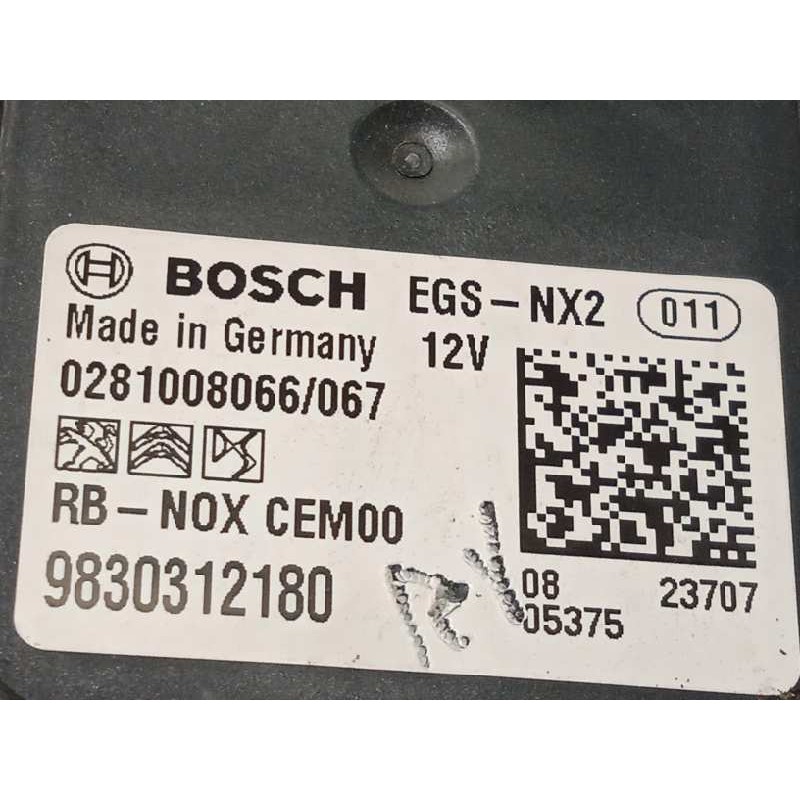 BOSCH EGS-NX2 011
Made in Germany 12V
0281008066/067
RB-NOX CEM00
9830312180
08 23707
05375